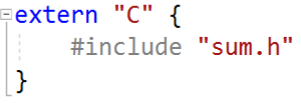 extern "C" {
    #include "sum.h"
}